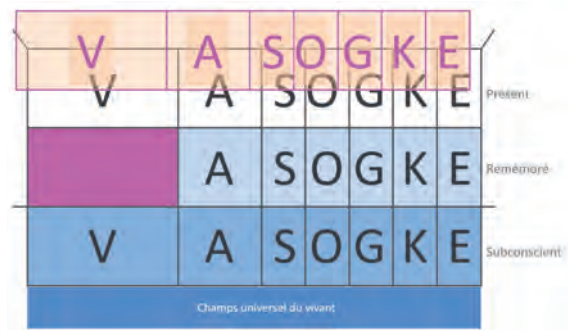 V A S O G K E
V A S O G K E Présent
A S O G K E Remémoré
V A S O G K E Subconscient
Champs universel du vivant